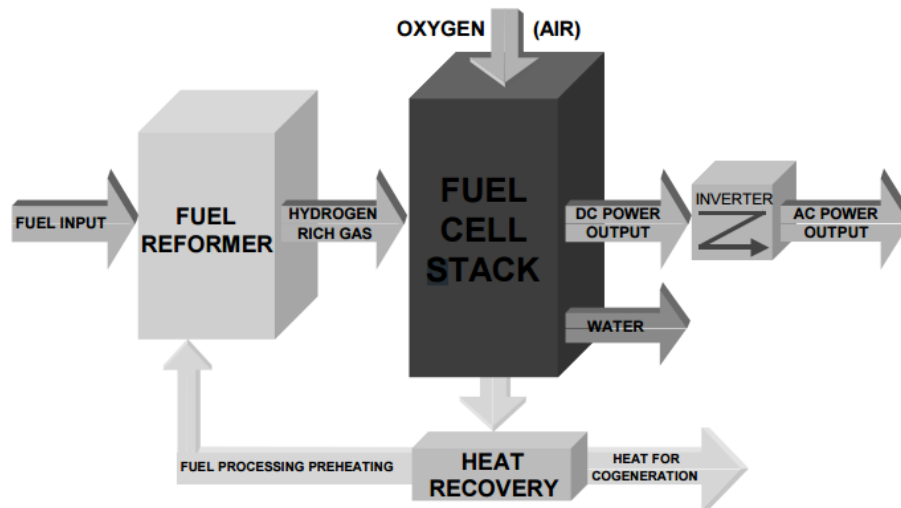 OXYGEN (AIR)
FUEL INPUT
FUEL
REFORMER
HYDROGEN
RICH GAS
FUEL
CELL
STACK
DC POWER
OUTPUT
INVERTER
AC POWER
OUTPUT
WATER
FUEL PROCESSING PREHEATING
HEAT
RECOVERY
HEAT FOR
COGENERATION